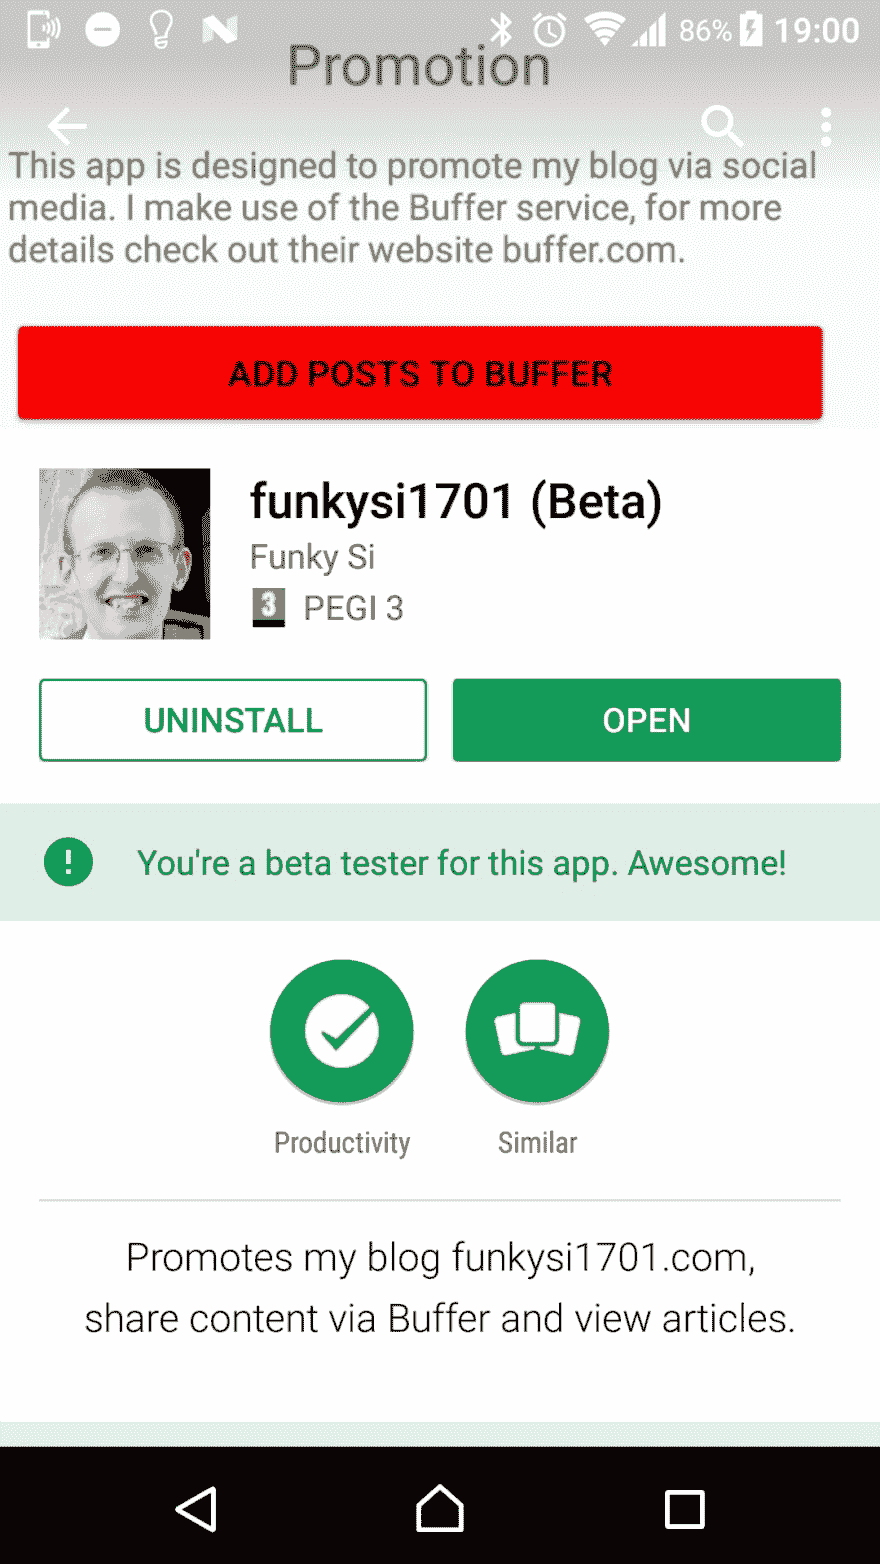 86% 19:00
Promotion
This app is designed to promote my blog via social
media. I make use of the Buffer service, for more
details check out their website buffer.com.
ADD POSTS TO BUFFER
funkysi1701 (Beta)
Funky Si
3 PEGI 3
UNINSTALL OPEN
! You're a beta tester for this app. Awesome!
Productivity Similar
Promotes my blog funkysi1701.com,
share content via Buffer and view articles.